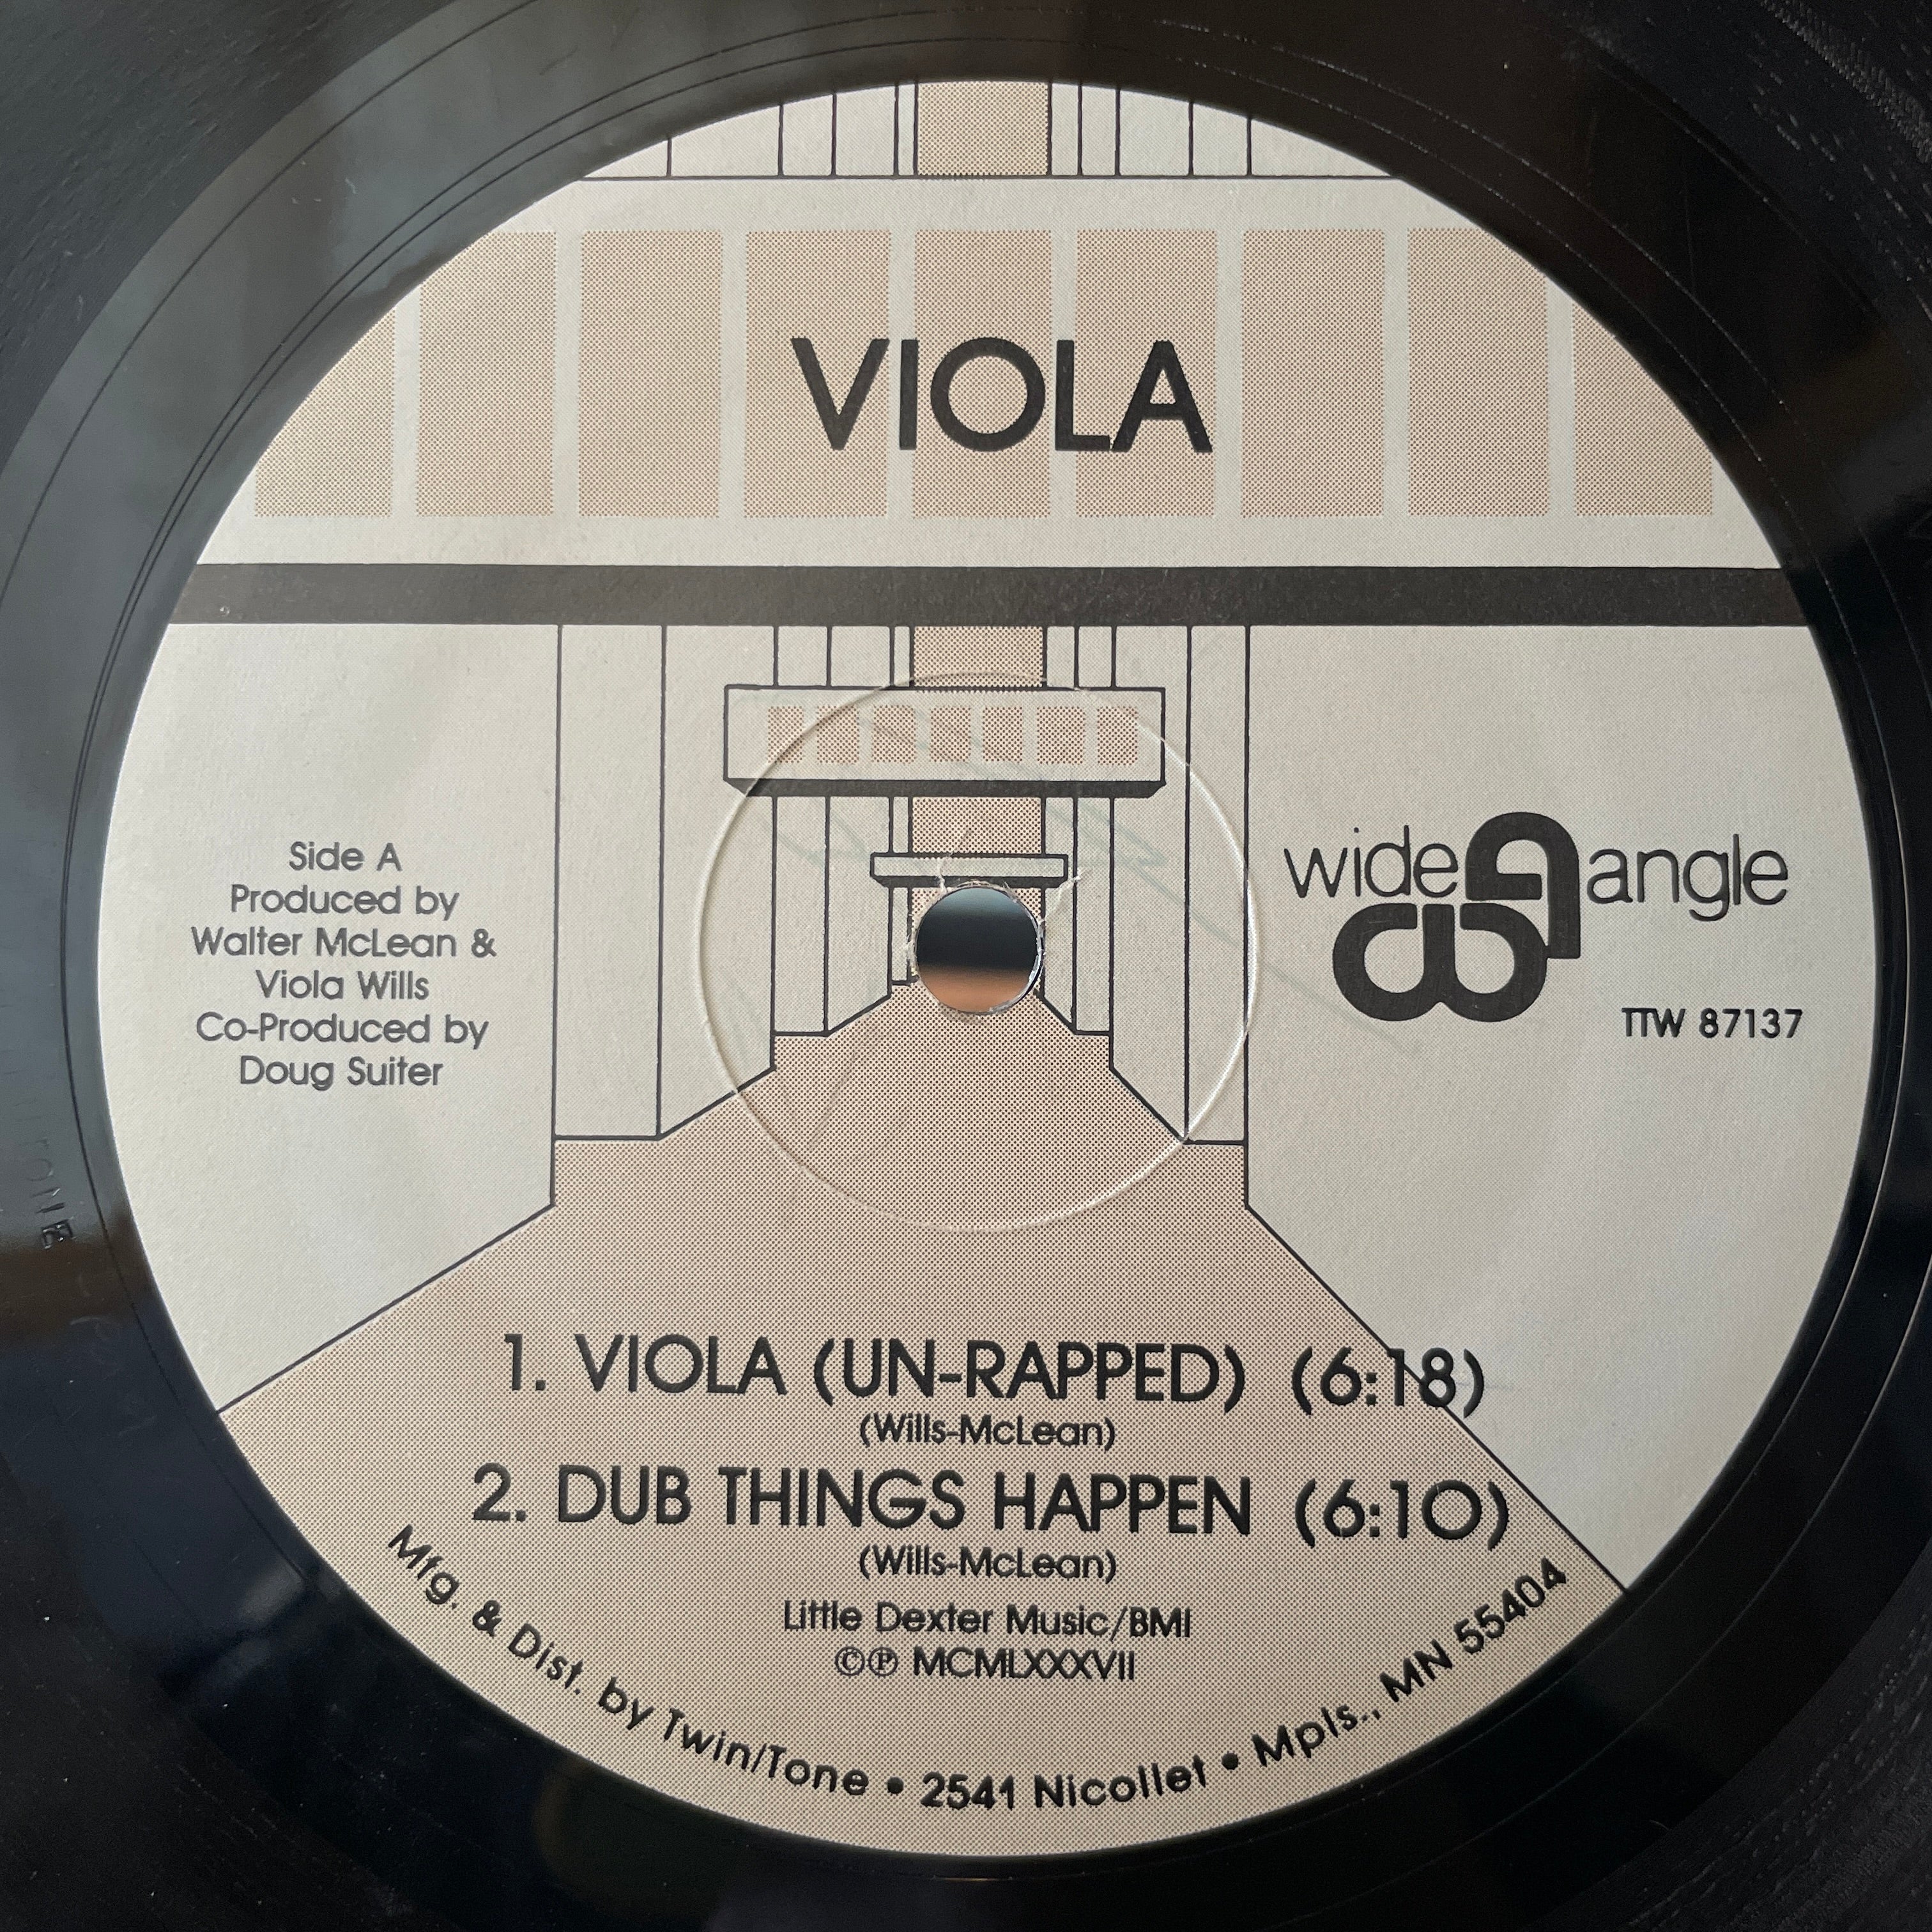 VIOLA
Side A
Produced by
Walter McLean &
Viola Wills
Co-Produced by
Doug Suiter
wide angle
TTW 87137
1. VIOLA (UN-RAPPED) (6:18)
(Wills-McLean)
2. DUB THINGS HAPPEN (6:10)
(Wills-McLean)
Little Dexter Music/BMI
©℗ MCMLXXXVII
Mfg. & Dist. by Twin/Tone • 2541 Nicollet • Mpls., MN 55404